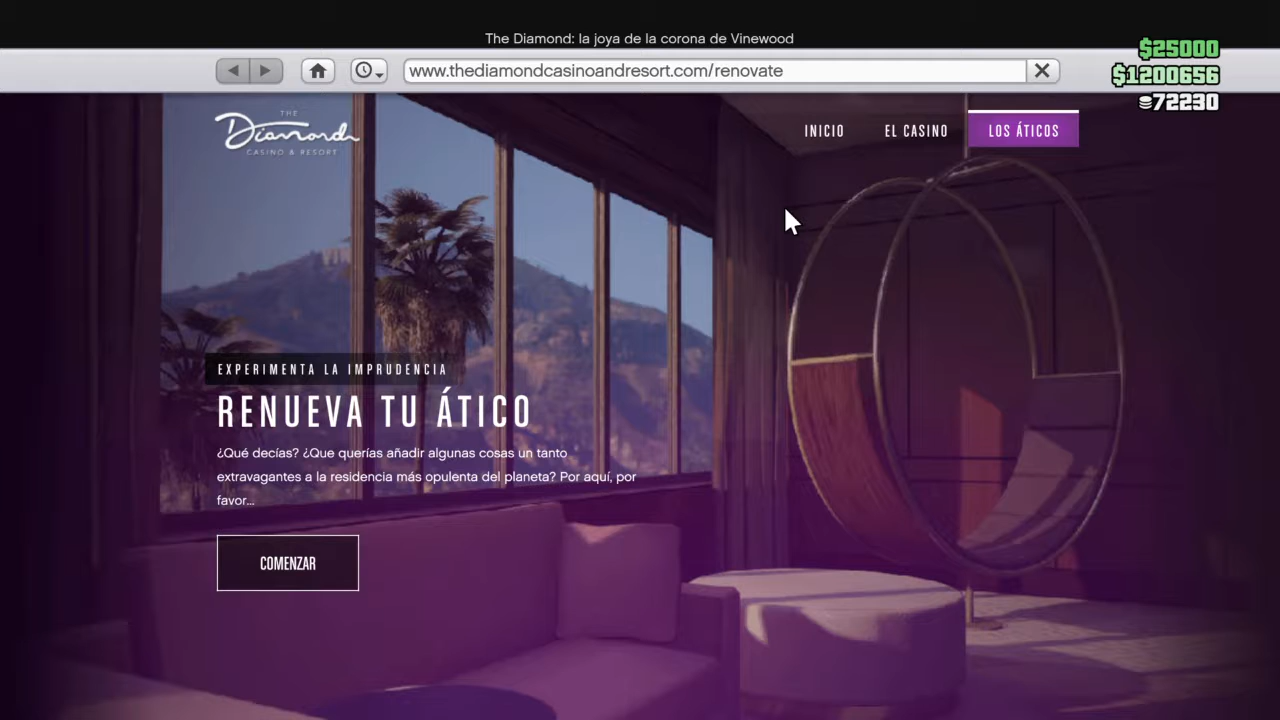 The Diamond: la joya de la corona de Vinewood
$25000
www.thediamondcasinoandresort.com/renovate
$1200656
72230
THE
Diamond
CASINO & RESORT
INICIO
EL CASINO
LOS ÁTICOS
EXPERIMENTA LA IMPRUDENCIA
RENUEVA TU ÁTICO
¿Qué decías? ¿Que querías añadir algunas cosas un tanto
extravagantes a la residencia más opulenta del planeta? Por aquí, por
favor...
COMENZAR